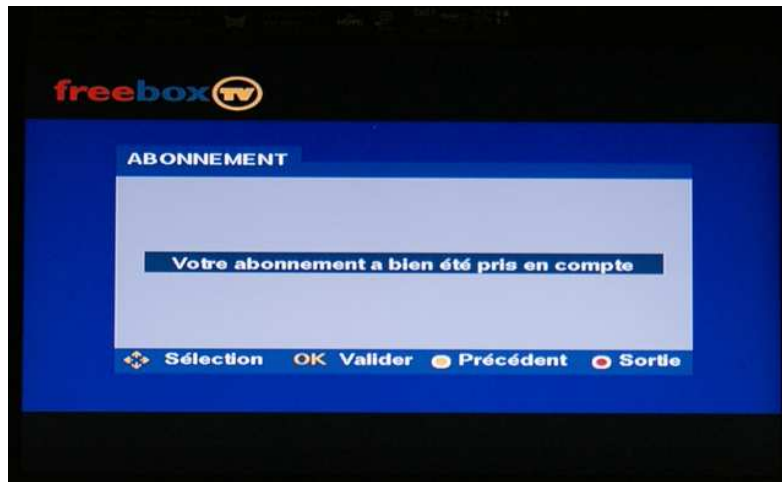 freebox TV
ABONNEMENT
Votre abonnement a bien été pris en compte
Sélection OK Valider Précédent Sortie